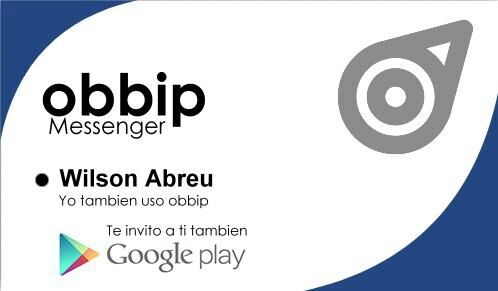 obbip
Messenger
Wilson Abreu
Yo tambien uso obbip
Te invito a ti tambien
Google play